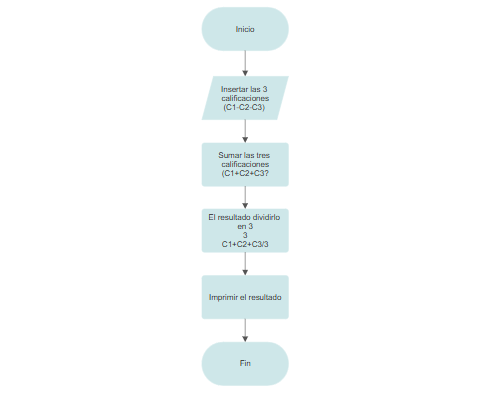 Inicio
Insertar las 3
calificaciones
(C1-C2-C3)
Sumar las tres
calificaciones
(C1+C2+C3?
El resultado dividirlo
en 3
3
C1+C2+C3/3
Imprimir el resultado
Fin